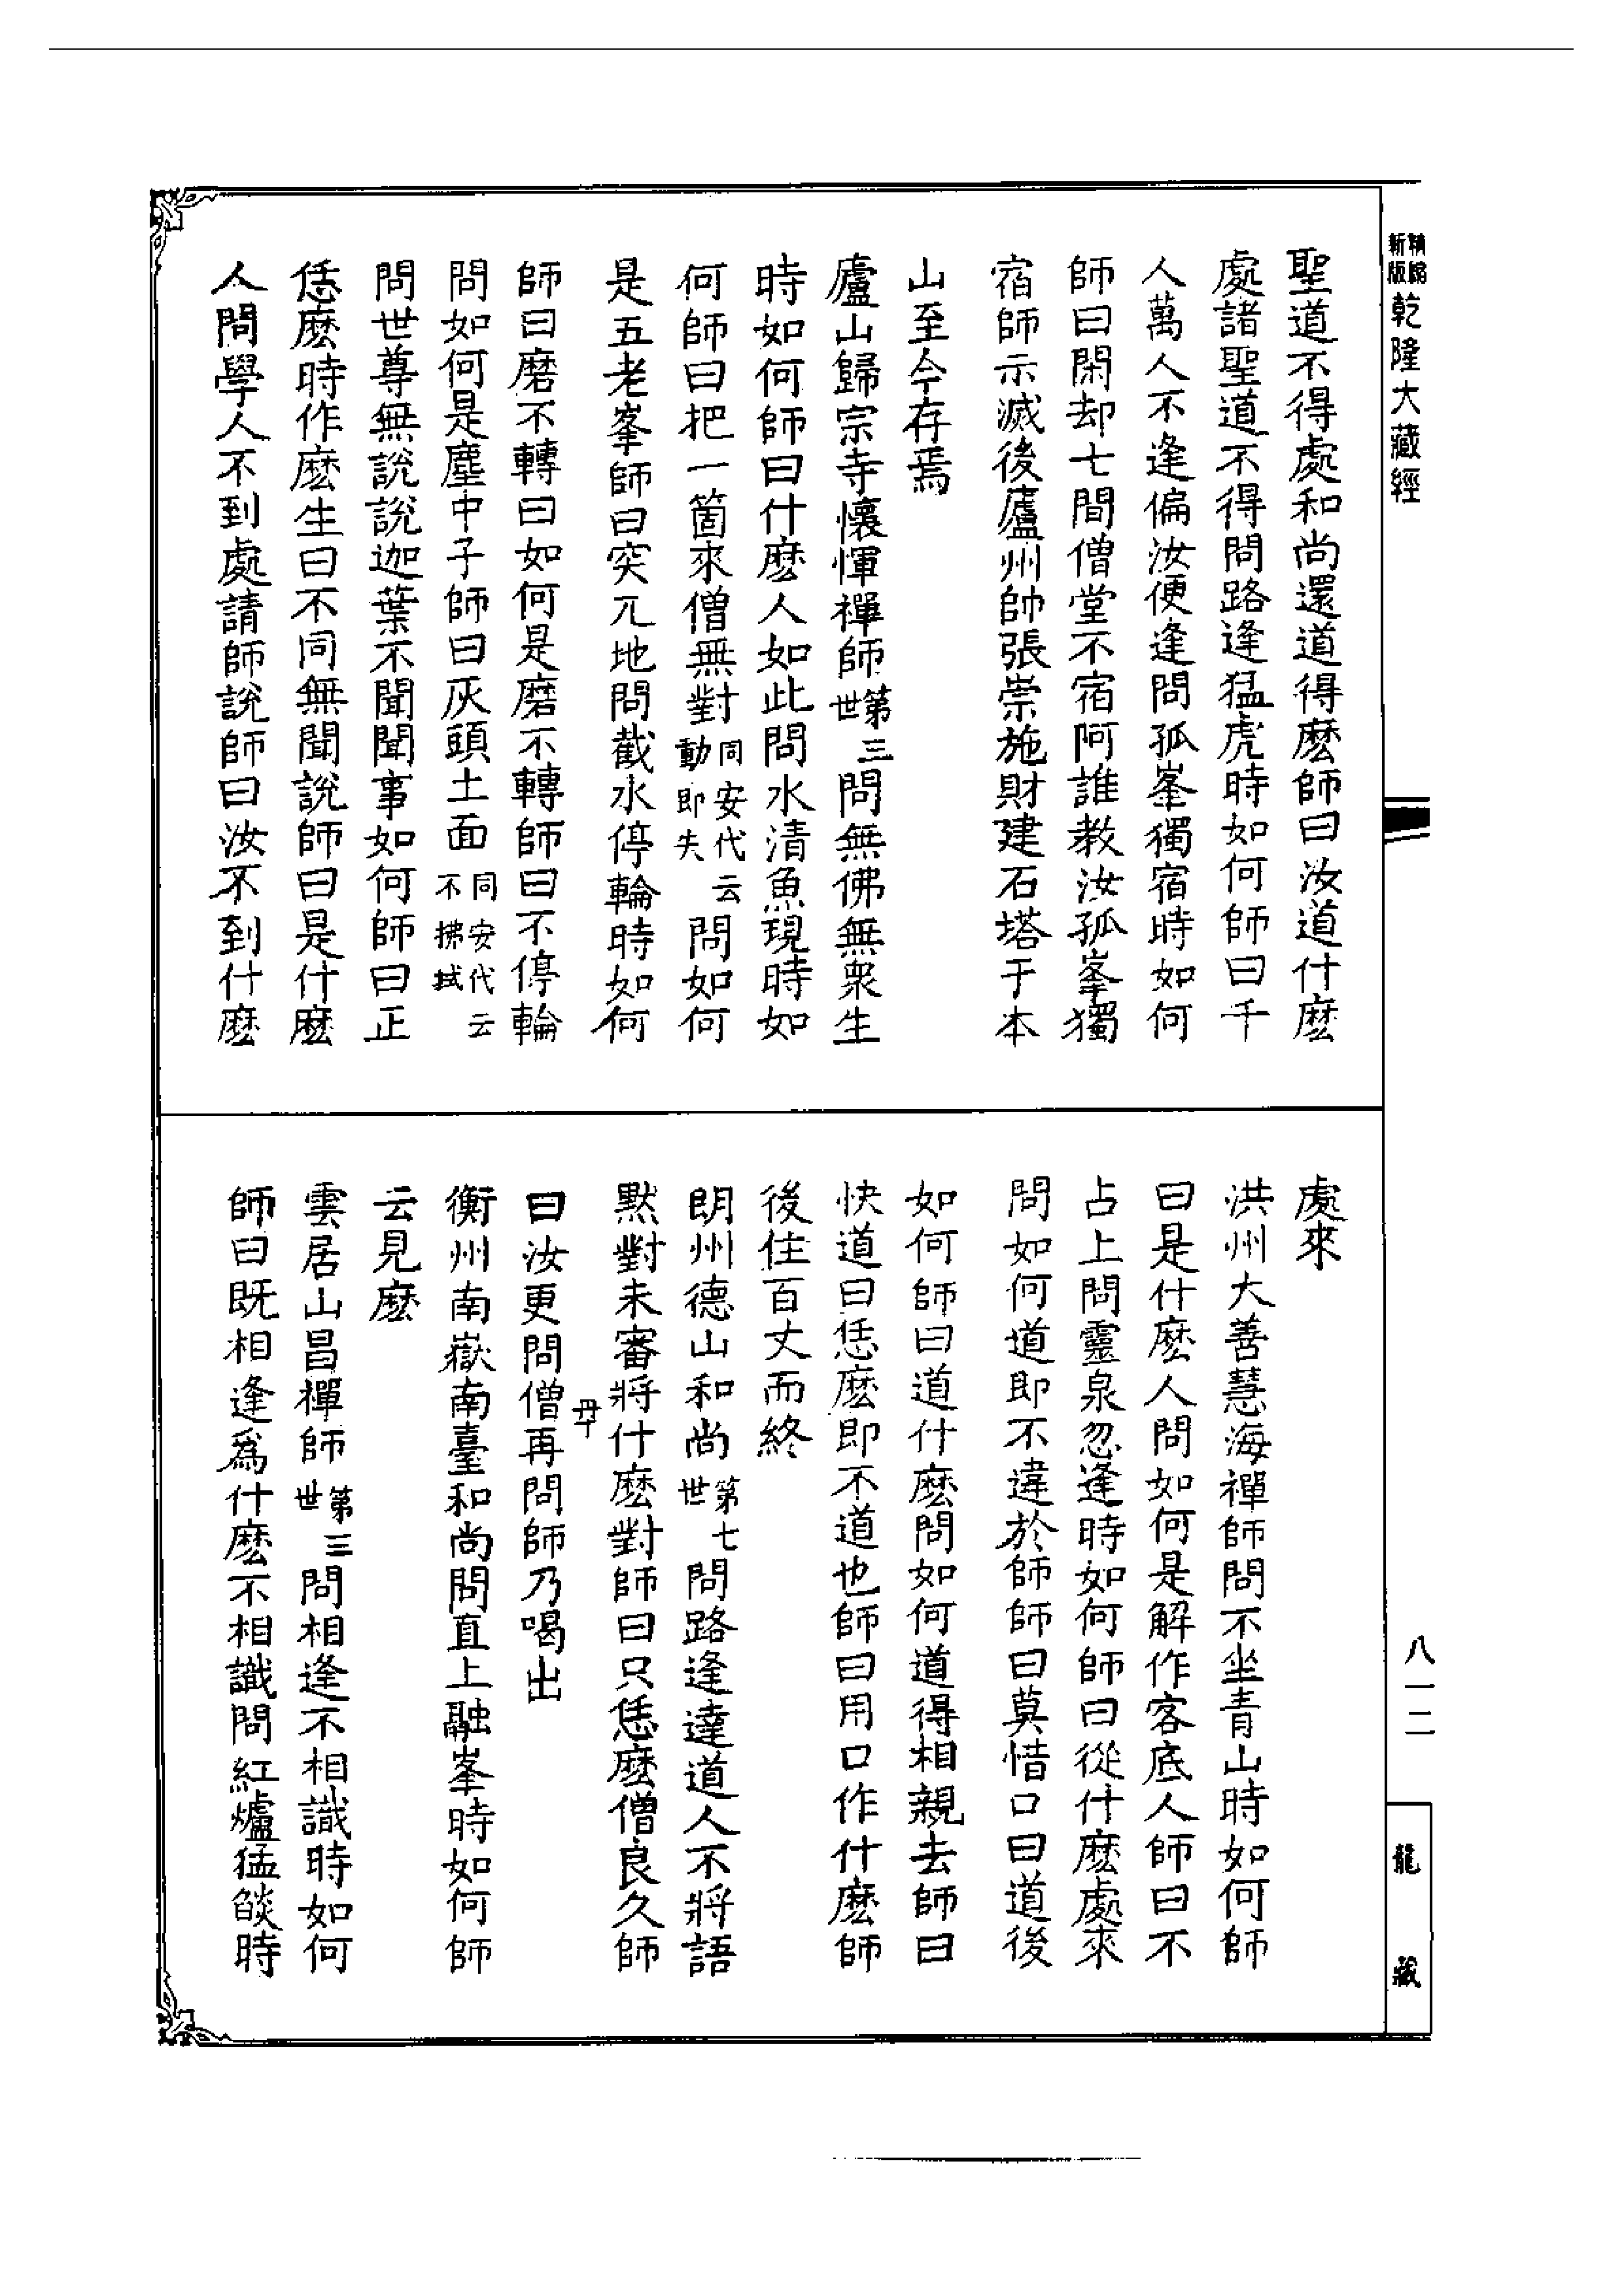 精縮新版乾隆大藏經
聖道不得處和尚還道得麽師曰汝道什麽
處諸聖道不得問路逢猛虎時如何師曰千
人萬人不逢偏汝便逢問孤峯獨宿時如何
師曰閑却七間僧堂不宿阿誰教汝孤峯獨
宿師示滅後廬州帥張崇施財建石塔于本
山至今存焉
廬山歸宗寺懷惲禪師第三世問無佛無衆生
時如何師曰什麽人如此問水清魚現時如
何師曰把一箇來僧無對同安代云動即失問如何
是五老峯師曰突兀地問截水停輪時如何
師曰磨不轉曰如何是磨不轉師曰不停輪
問如何是塵中子師曰灰頭土面同安代云不拂拭
問世尊無說說迦葉不聞聞事如何師曰正
恁麽時作麽生曰不同無聞說師曰是什麽
人問學人不到處請師說師曰汝不到什麽
處來
洪州大善慧海禪師問不坐青山時如何師
曰是什麽人問如何是解作客底人師曰不
占上問靈泉忽逢時如何師曰從什麽處來
問如何道即不違於師師曰莫惜口曰道後
如何師曰道什麽問如何道得相親去師曰
快道曰恁麽即不道也師曰用口作什麽師
後住百丈而終
朗州德山和尚第七世問路逢達道人不將語
默對未審將什麽對師曰只恁麽僧良久師
曰汝更問僧再問師乃喝出
衡州南嶽南臺和尚問直上融峯時如何師
云見麽
雲居山昌禪師第三世問相逢不相識時如何
師曰既相逢爲什麽不相識問紅爐猛燄時
八一二
龍藏